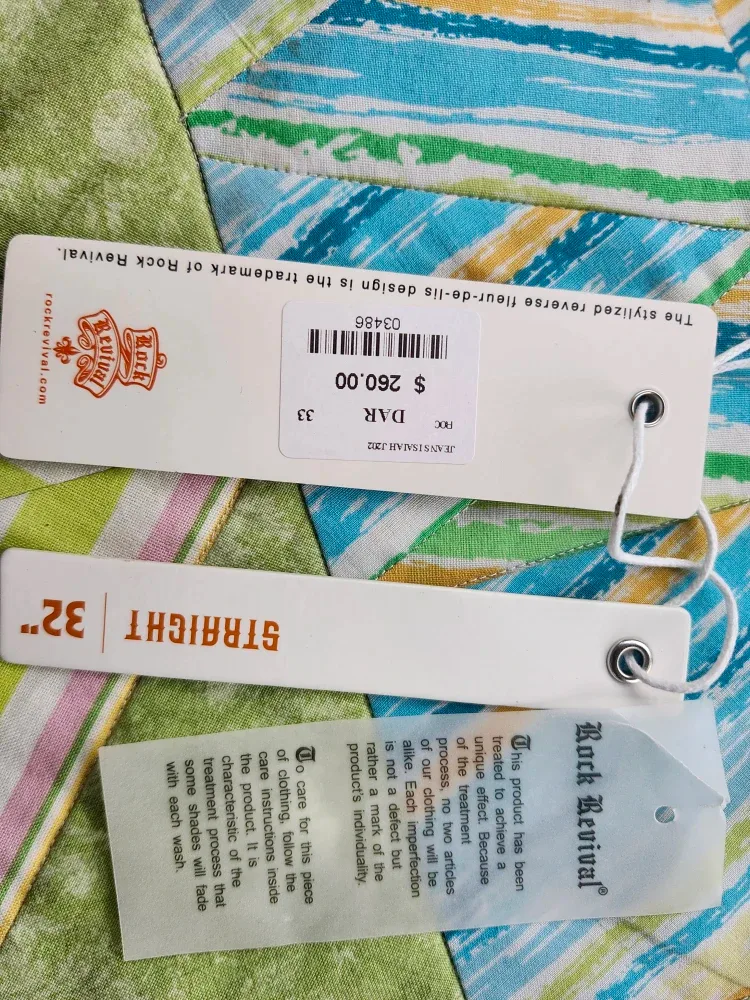 The stylized reverse fleur-de-lis design is the trademark of Rock Revival.
Rock
Revival
rockrevival.com
JEANS ISAIAH J202
ROC
DAR 33
$ 260.00
03486
STRAIGHT 32"
Rock Revival®
This product has been
treated to achieve a
unique effect. Because
of the treatment
process, no two articles
of our clothing will be
alike. Each imperfection
is not a defect but
rather a mark of the
product's individuality.
To care for this piece
of clothing, follow the
care instructions inside
the product. It is
characteristic of the
treatment process that
some shades will fade
with each wash.